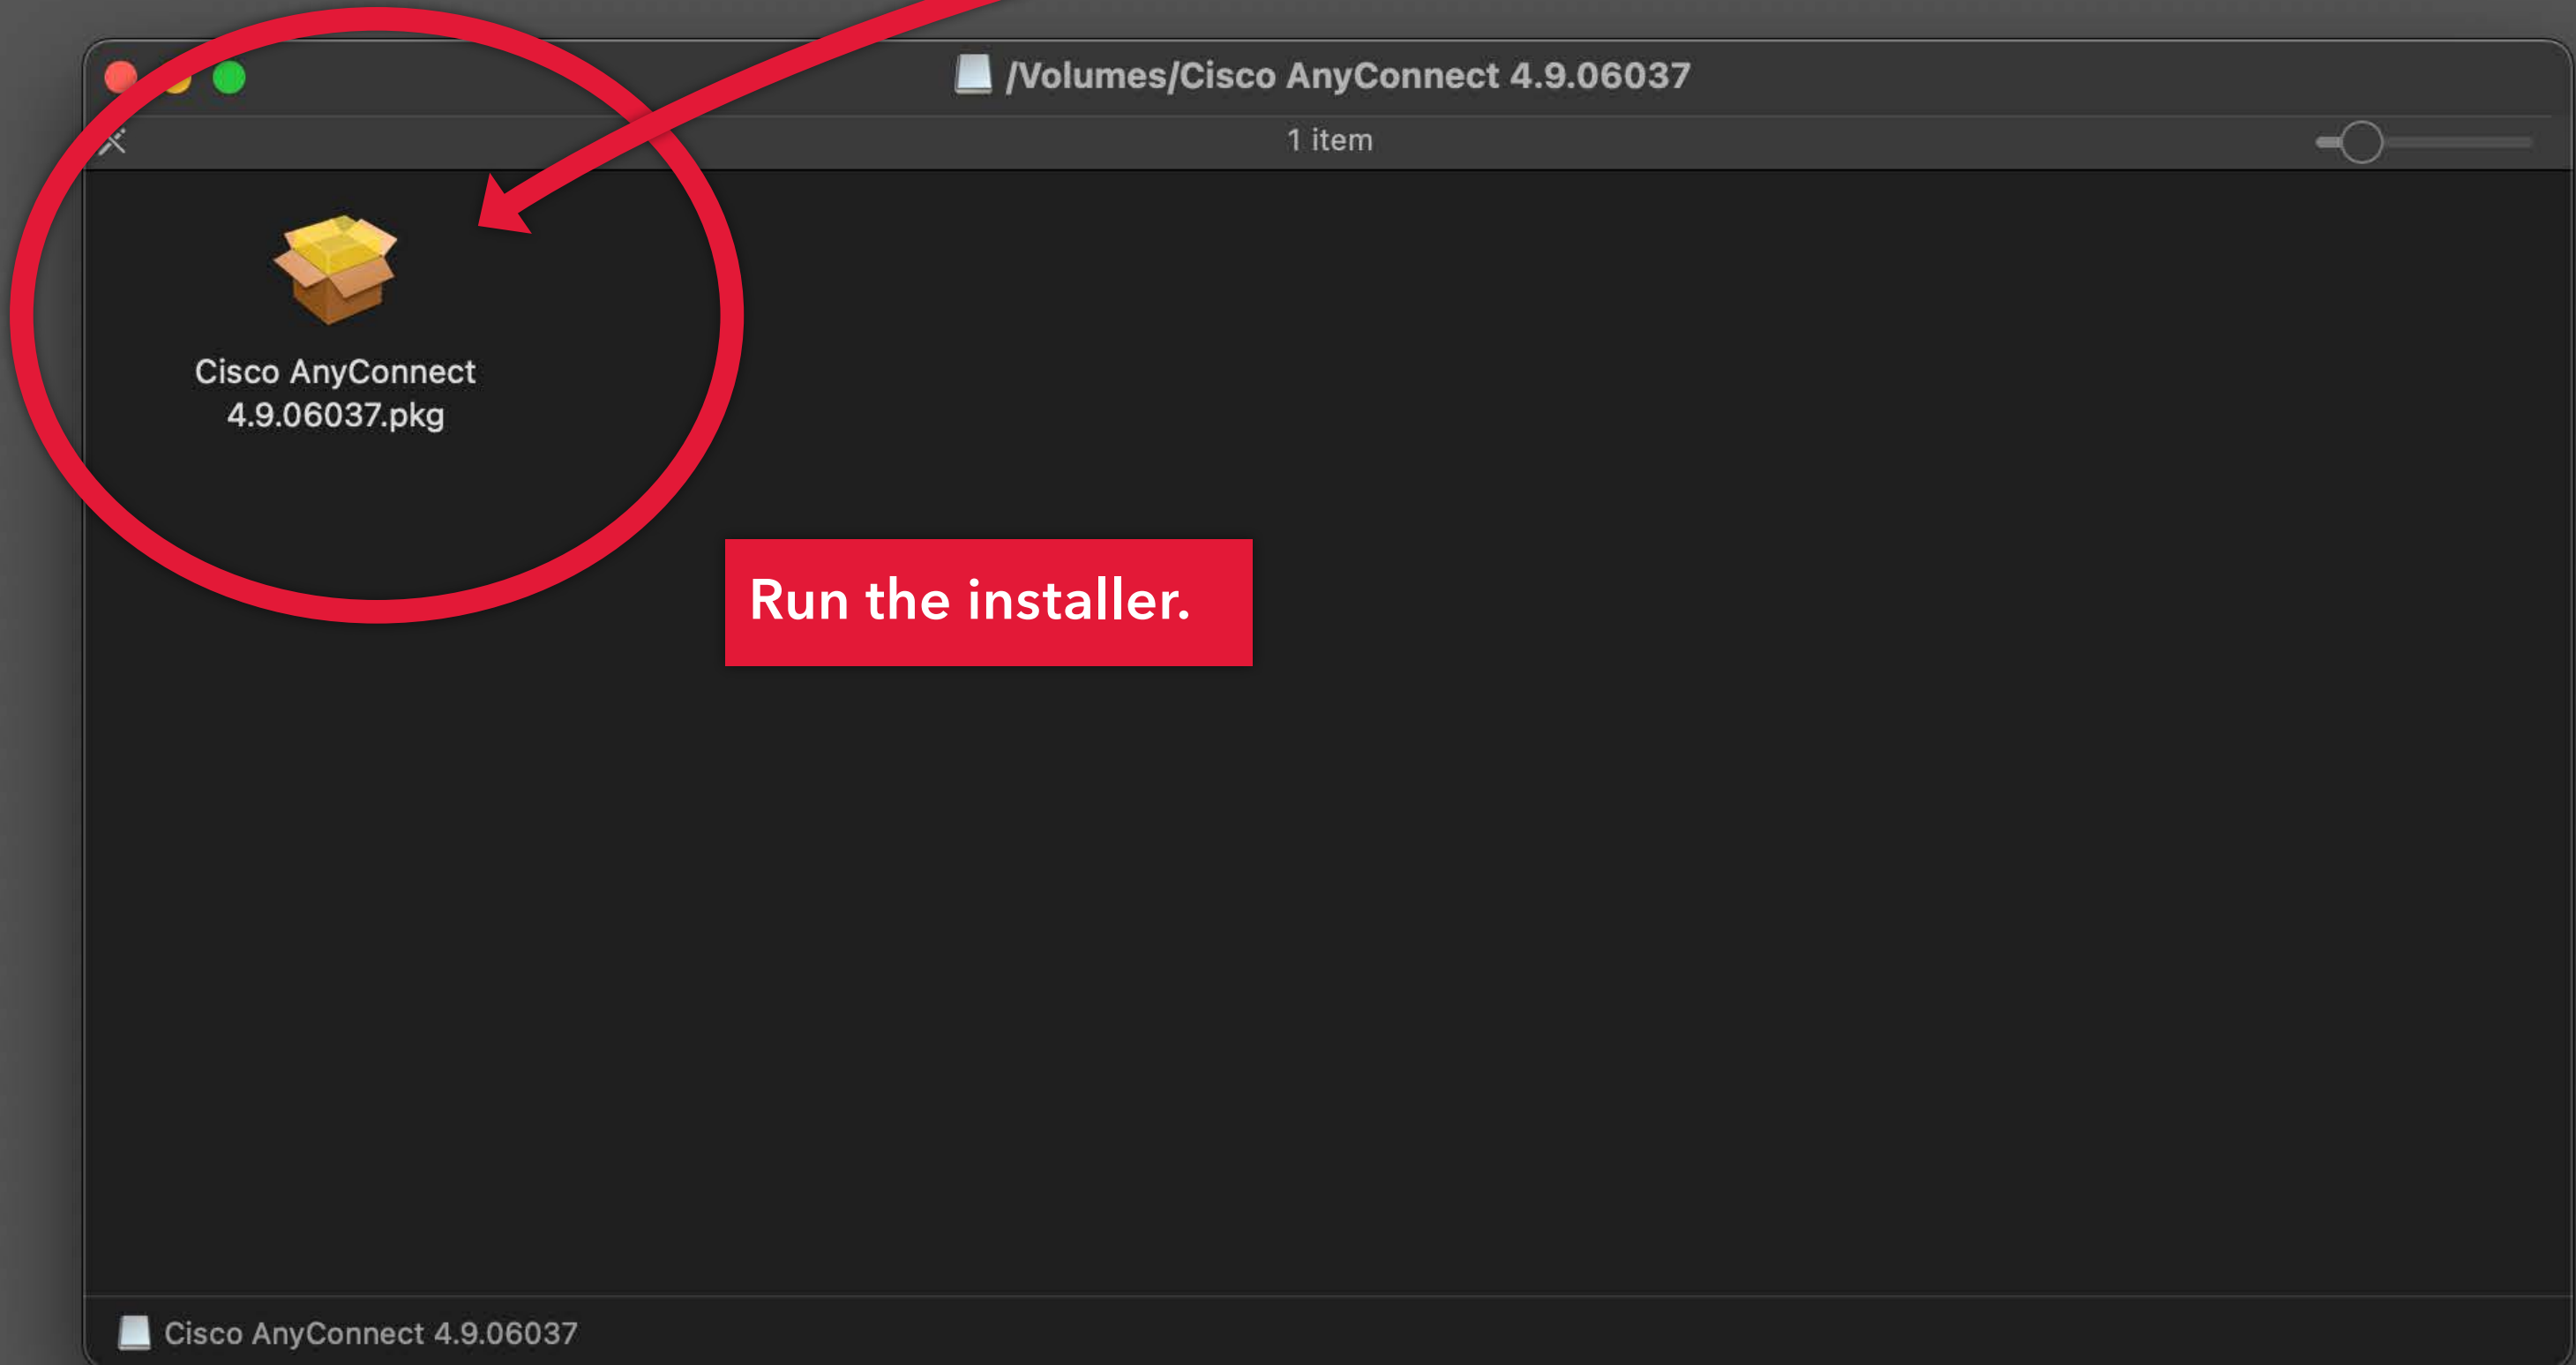 /Volumes/Cisco AnyConnect 4.9.06037
1 item
Cisco AnyConnect
4.9.06037.pkg
Run the installer.
Cisco AnyConnect 4.9.06037